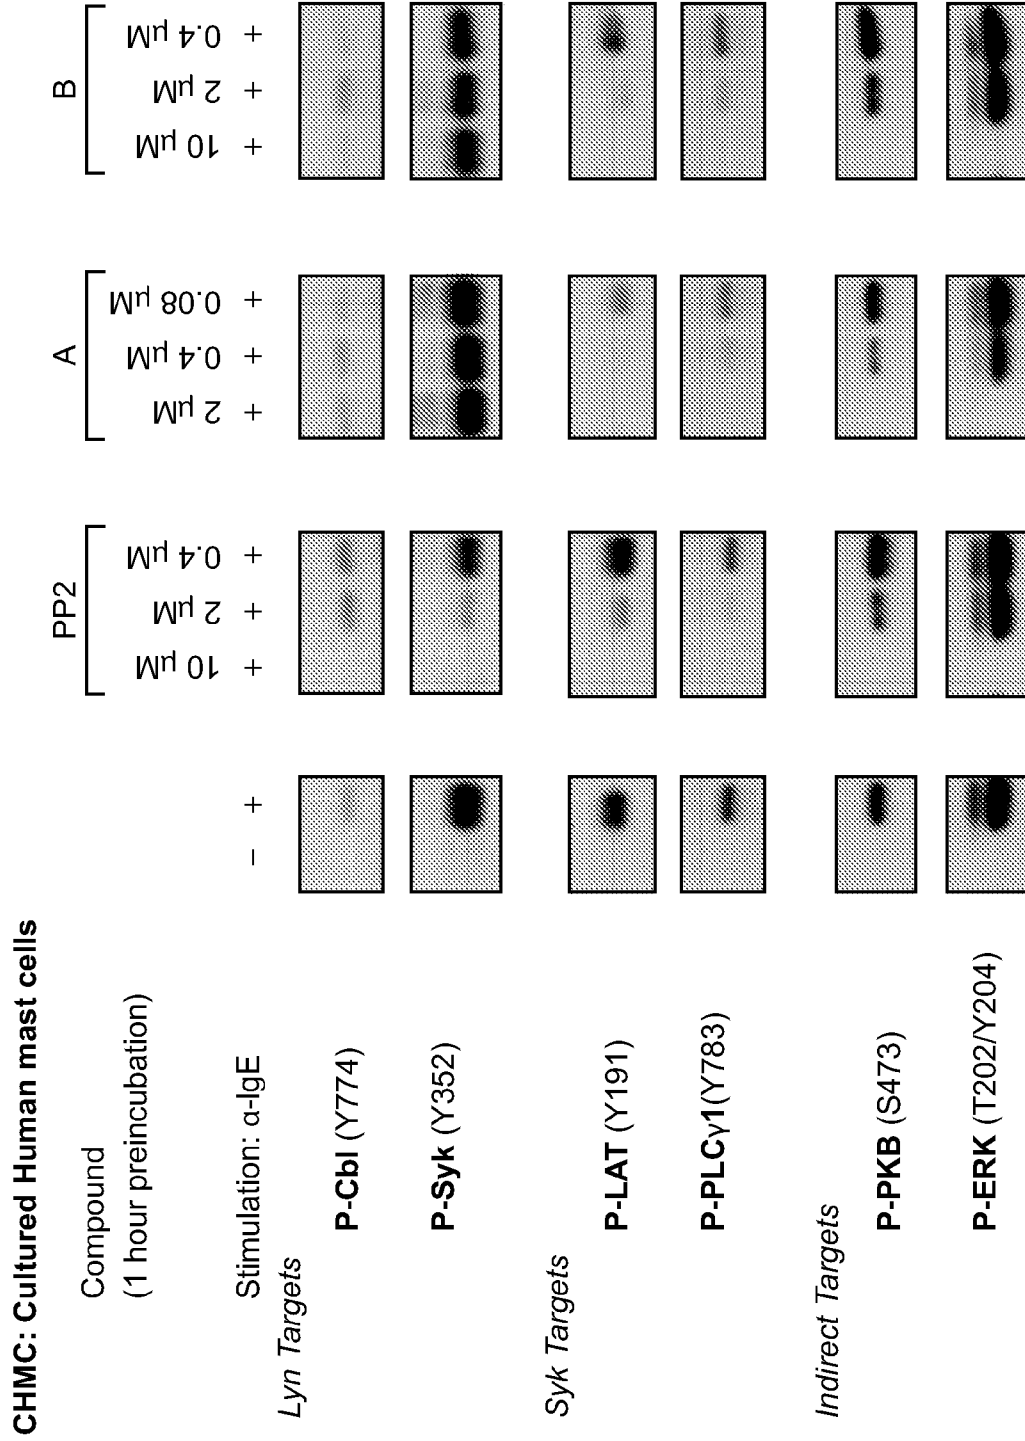 CHMC: Cultured Human mast cells
Compound
(1 hour preincubation)
PP2
A
B
10 µM 2 µM 0.4 µM
2 µM 0.4 µM 0.08 µM
10 µM 2 µM 0.4 µM
Stimulation: α-IgE − + + + + + + + + + +
Lyn Targets
P-Cbl (Y774)
P-Syk (Y352)
Syk Targets
P-LAT (Y191)
P-PLCγ1(Y783)
Indirect Targets
P-PKB (S473)
P-ERK (T202/Y204)